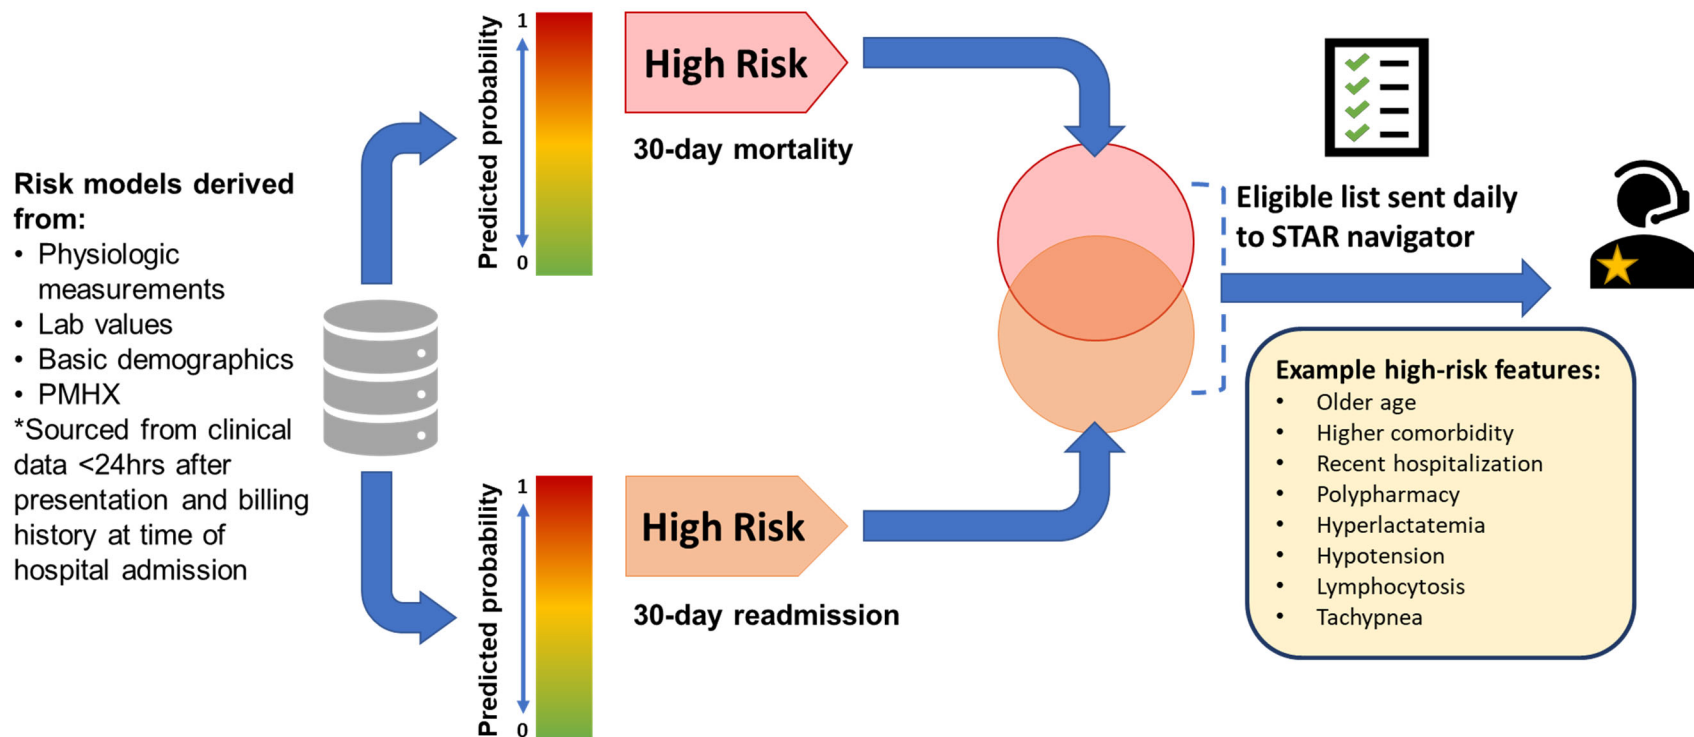 Risk models derived
from:
• Physiologic
measurements
• Lab values
• Basic demographics
• PMHX
*Sourced from clinical
data <24hrs after
presentation and billing
history at time of
hospital admission
Predicted probability
1
0
High Risk
30-day mortality
Predicted probability
1
0
High Risk
30-day readmission
Eligible list sent daily
to STAR navigator
Example high-risk features:
• Older age
• Higher comorbidity
• Recent hospitalization
• Polypharmacy
• Hyperlactatemia
• Hypotension
• Lymphocytosis
• Tachypnea